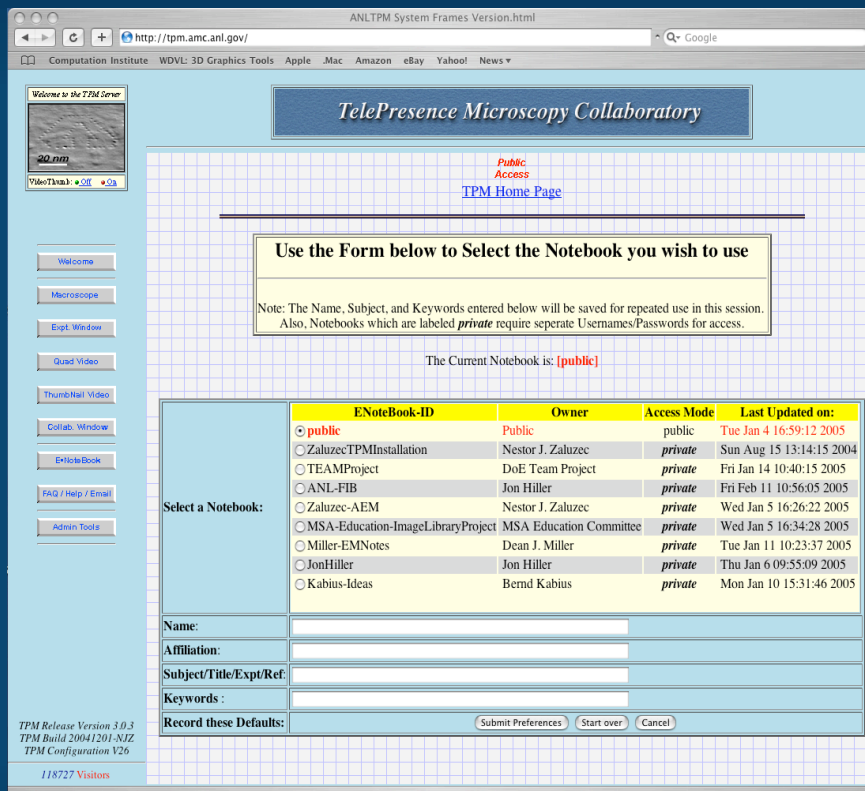 ANLTPM System Frames Version.html
http://tpm.amc.anl.gov/
Google
Computation Institute WDVL: 3D Graphics Tools Apple .Mac Amazon eBay Yahoo! News
Welcome to the TPM Server
20 nm
VideoThumb: Off On
TelePresence Microscopy Collaboratory
Public
Access
TPM Home Page
Welcome
Macroscope
Expt. Window
Quad Video
ThumbNail Video
Collab. Window
E-NoteBook
FAQ / Help / Email
Admin Tools
Use the Form below to Select the Notebook you wish to use
Note: The Name, Subject, and Keywords entered below will be saved for repeated use in this session.
Also, Notebooks which are labeled private require seperate Usernames/Passwords for access.
The Current Notebook is: [public]
Select a Notebook:
ENoteBook-ID Owner Access Mode Last Updated on:
public Public public Tue Jan 4 16:59:12 2005
ZaluzecTPMInstallation Nestor J. Zaluzec private Sun Aug 15 13:14:15 2004
TEAMProject DoE Team Project private Fri Jan 14 10:40:15 2005
ANL-FIB Jon Hiller private Fri Feb 11 10:56:05 2005
Zaluzec-AEM Nestor J. Zaluzec private Wed Jan 5 16:26:22 2005
MSA-Education-ImageLibraryProject MSA Education Committee private Wed Jan 5 16:34:28 2005
Miller-EMNotes Dean J. Miller private Tue Jan 11 10:23:37 2005
JonHiller Jon Hiller private Thu Jan 6 09:55:09 2005
Kabius-Ideas Bernd Kabius private Mon Jan 10 15:31:46 2005
Name:
Affiliation:
Subject/Title/Expt/Ref:
Keywords :
Record these Defaults: Submit Preferences Start over Cancel
TPM Release Version 3.0.3
TPM Build 20041201-NJZ
TPM Configuration V26
118727 Visitors